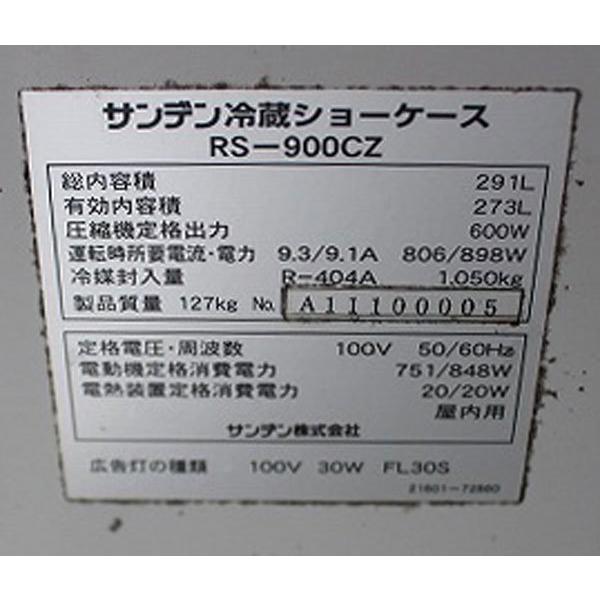 サンデン冷蔵ショーケース
RS-900CZ
総内容積 291L
有効内容積 273L
圧縮機定格出力 600W
運転時所要電流・電力 9.3/9.1A 806/898W
冷媒封入量 R-404A 1.050kg
製品質量 127kg No. A11100005
定格電圧・周波数 100V 50/60Hz
電動機定格消費電力 751/848W
電熱装置定格消費電力 20/20W
屋内用
サンデン株式会社
広告灯の種類 100V 30W FL30S
21601-72860